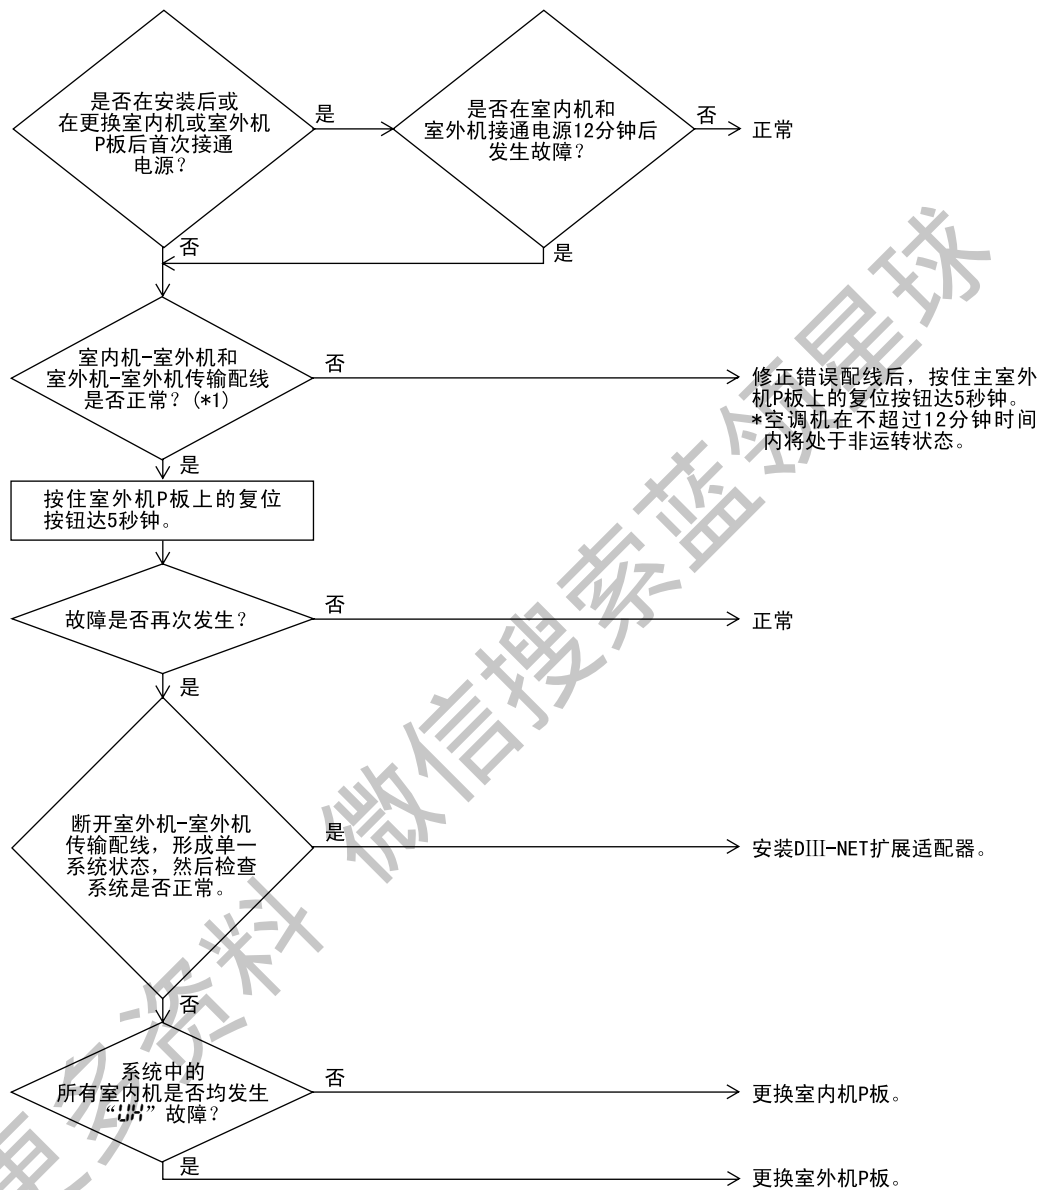 是否在安装后或
在更换室内机或室外机
P板后首次接通
电源？
是
是否在室内机和
室外机接通电源12分钟后
发生故障？
否
正常
否
是
室内机-室外机和
室外机-室外机传输配线
是否正常？(*1)
否
修正错误配线后，按住主室外
机P板上的复位按钮达5秒钟。
*空调机在不超过12分钟时间
内将处于非运转状态。
是
按住室外机P板上的复位
按钮达5秒钟。
故障是否再次发生？
否
正常
是
断开室外机-室外机
传输配线，形成单一
系统状态，然后检查
系统是否正常。
是
安装DIII-NET扩展适配器。
否
系统中的
所有室内机是否均发生
“UH”故障？
否
更换室内机P板。
是
更换室外机P板。
更多资料 微信搜索蓝领星球